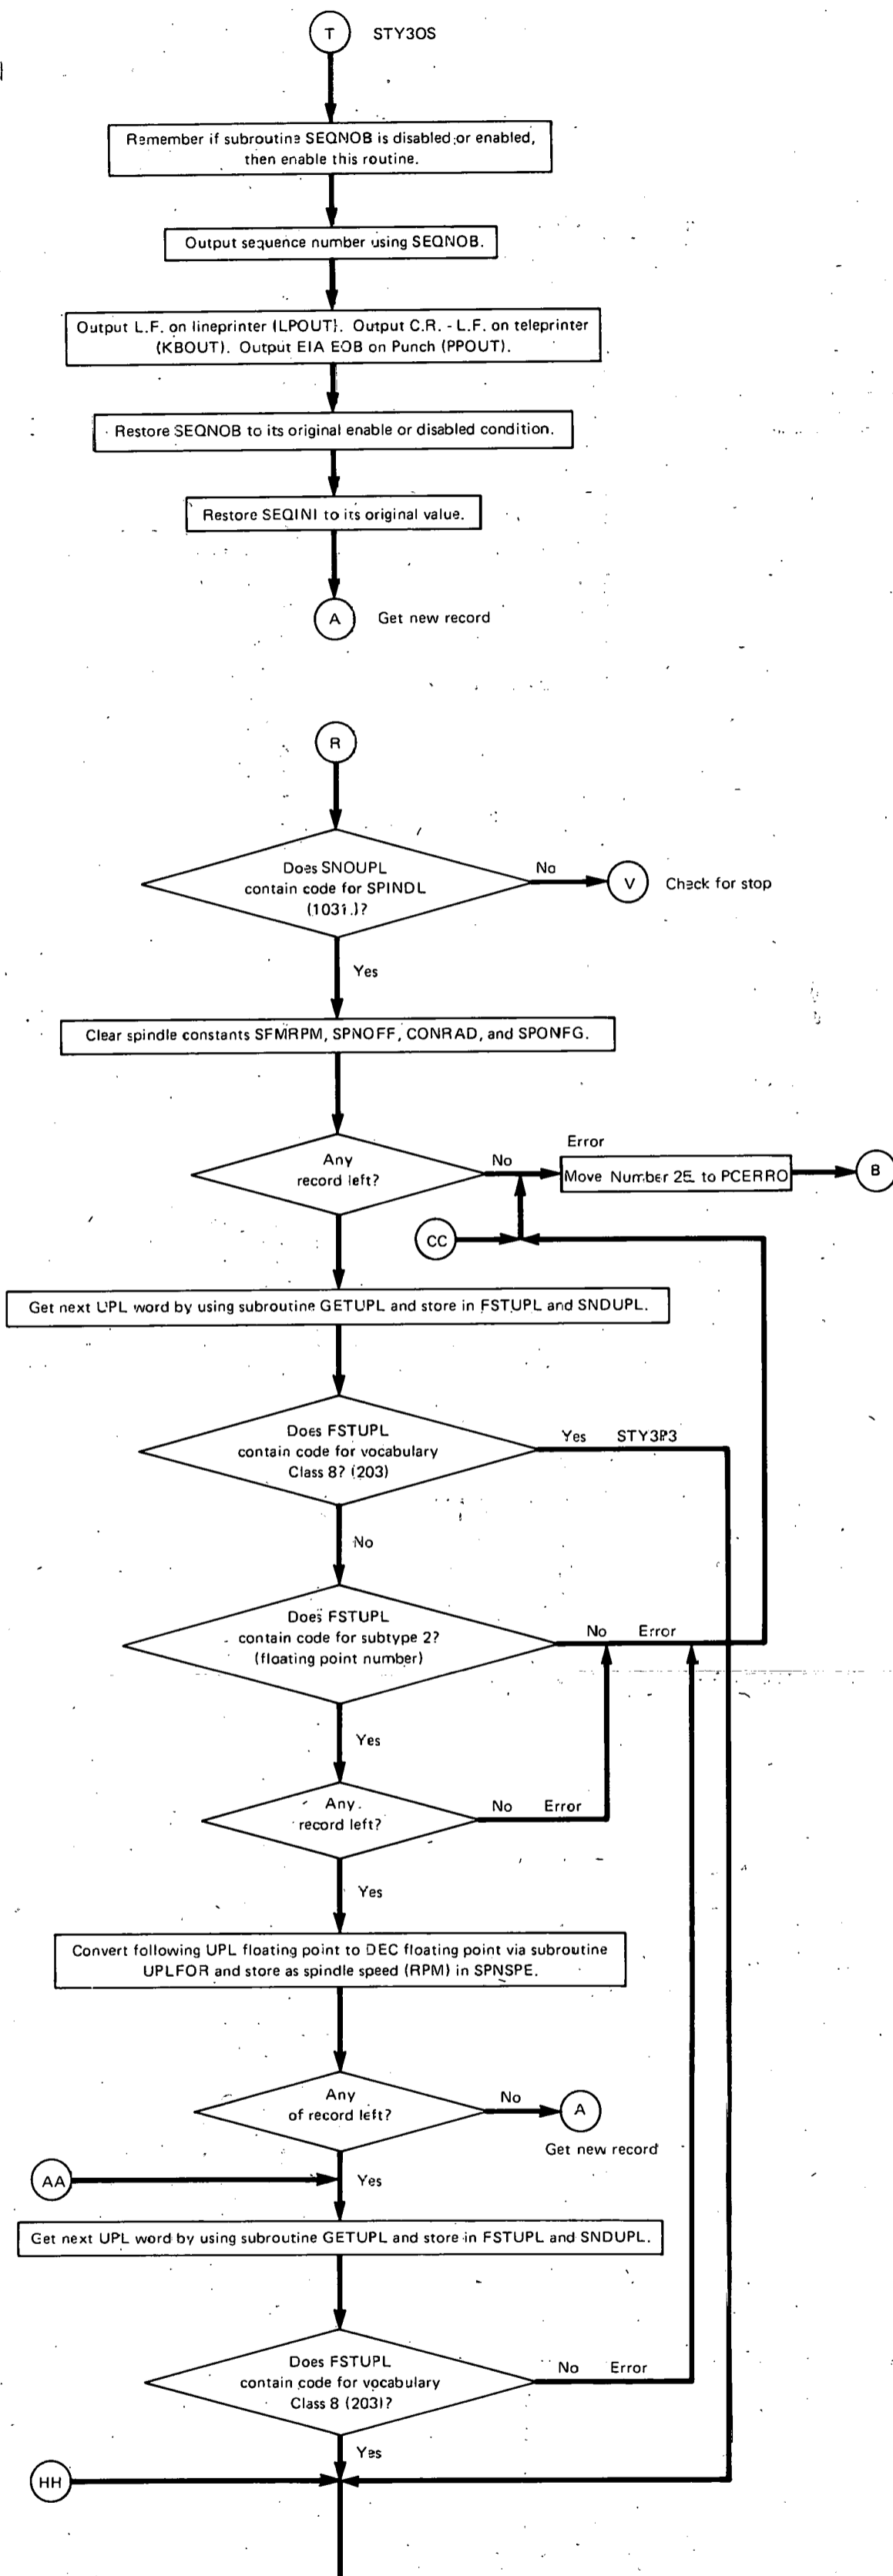 T STY3OS
Remember if subroutine SEQNOB is disabled or enabled,
then enable this routine.
Output sequence number using SEQNOB.
Output L.F. on lineprinter (LPOUT). Output C.R. - L.F. on teleprinter
(KBOUT). Output EIA EOB on Punch (PPOUT).
Restore SEQNOB to its original enable or disabled condition.
Restore SEQINI to its original value.
A Get new record
R
Does SNOUPL
contain code for SPINDL
(1031.)?
No
V Check for stop
Yes
Clear spindle constants SFMRPM, SPNOFF, CONRAD, and SPONFG.
Any
record left?
No
Error
Move Number 25. to PCERRO
B
CC
Get next UPL word by using subroutine GETUPL and store in FSTUPL and SNDUPL.
Does FSTUPL
contain code for vocabulary
Class 8? (203)
Yes STY3P3
No
Does FSTUPL
contain code for subtype 2?
(floating point number)
No Error
Yes
Any
record left?
No Error
Yes
Convert following UPL floating point to DEC floating point via subroutine
UPLFOR and store as spindle speed (RPM) in SPNSPE.
Any
of record left?
No
A
Get new record
AA
Yes
Get next UPL word by using subroutine GETUPL and store in FSTUPL and SNDUPL.
Does FSTUPL
contain code for vocabulary
Class 8 (203)?
No Error
Yes
HH